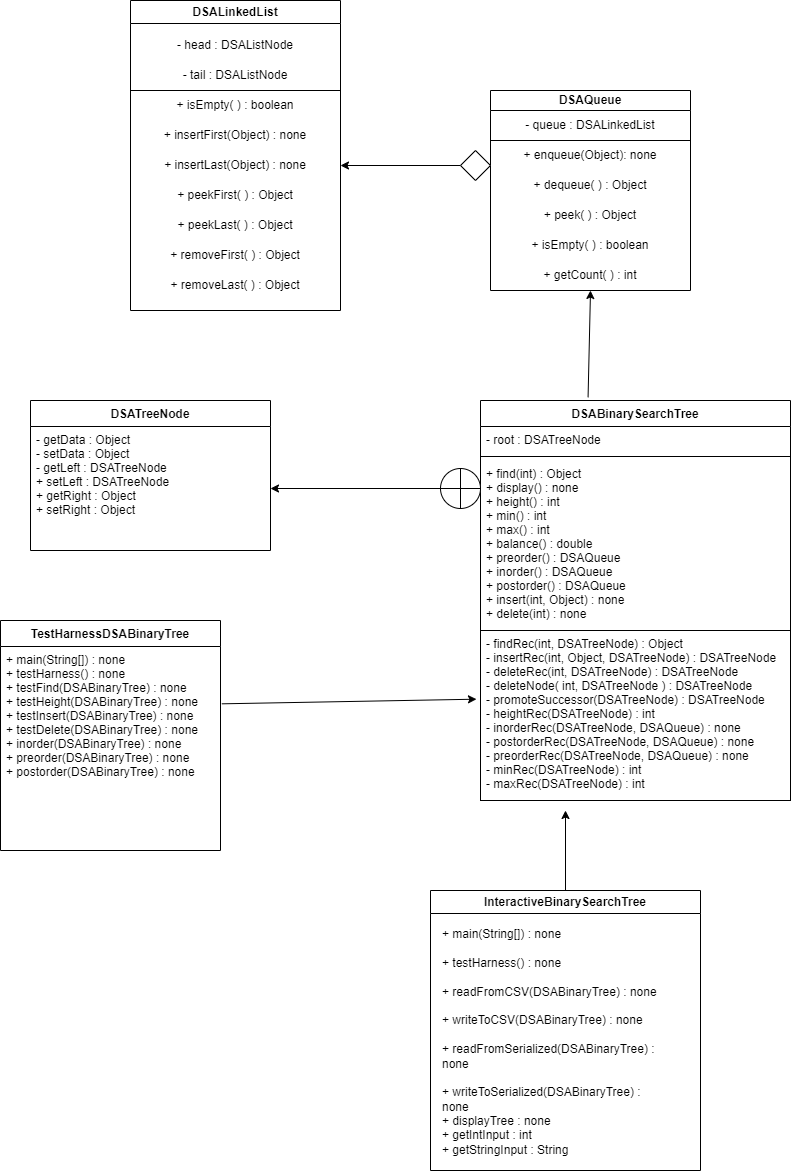 DSALinkedList
- head : DSAListNode
- tail : DSAListNode
+ isEmpty( ) : boolean
+ insertFirst(Object) : none
+ insertLast(Object) : none
+ peekFirst( ) : Object
+ peekLast( ) : Object
+ removeFirst( ) : Object
+ removeLast( ) : Object
DSAQueue
- queue : DSALinkedList
+ enqueue(Object): none
+ dequeue( ) : Object
+ peek( ) : Object
+ isEmpty( ) : boolean
+ getCount( ) : int
DSATreeNode
- getData : Object
- setData : Object
- getLeft : DSATreeNode
+ setLeft : DSATreeNode
+ getRight : Object
+ setRight : Object
DSABinarySearchTree
- root : DSATreeNode
+ find(int) : Object
+ display() : none
+ height() : int
+ min() : int
+ max() : int
+ balance() : double
+ preorder() : DSAQueue
+ inorder() : DSAQueue
+ postorder() : DSAQueue
+ insert(int, Object) : none
+ delete(int) : none
- findRec(int, DSATreeNode) : Object
- insertRec(int, Object, DSATreeNode) : DSATreeNode
- deleteRec(int, DSATreeNode) : DSATreeNode
- deleteNode( int, DSATreeNode ) : DSATreeNode
- promoteSuccessor(DSATreeNode) : DSATreeNode
- heightRec(DSATreeNode) : int
- inorderRec(DSATreeNode, DSAQueue) : none
- postorderRec(DSATreeNode, DSAQueue) : none
- preorderRec(DSATreeNode, DSAQueue) : none
- minRec(DSATreeNode) : int
- maxRec(DSATreeNode) : int
TestHarnessDSABinaryTree
+ main(String[]) : none
+ testHarness() : none
+ testFind(DSABinaryTree) : none
+ testHeight(DSABinaryTree) : none
+ testInsert(DSABinaryTree) : none
+ testDelete(DSABinaryTree) : none
+ inorder(DSABinaryTree) : none
+ preorder(DSABinaryTree) : none
+ postorder(DSABinaryTree) : none
InteractiveBinarySearchTree
+ main(String[]) : none
+ testHarness() : none
+ readFromCSV(DSABinaryTree) : none
+ writeToCSV(DSABinaryTree) : none
+ readFromSerialized(DSABinaryTree) :
none
+ writeToSerialized(DSABinaryTree) :
none
+ displayTree : none
+ getIntInput : int
+ getStringInput : String